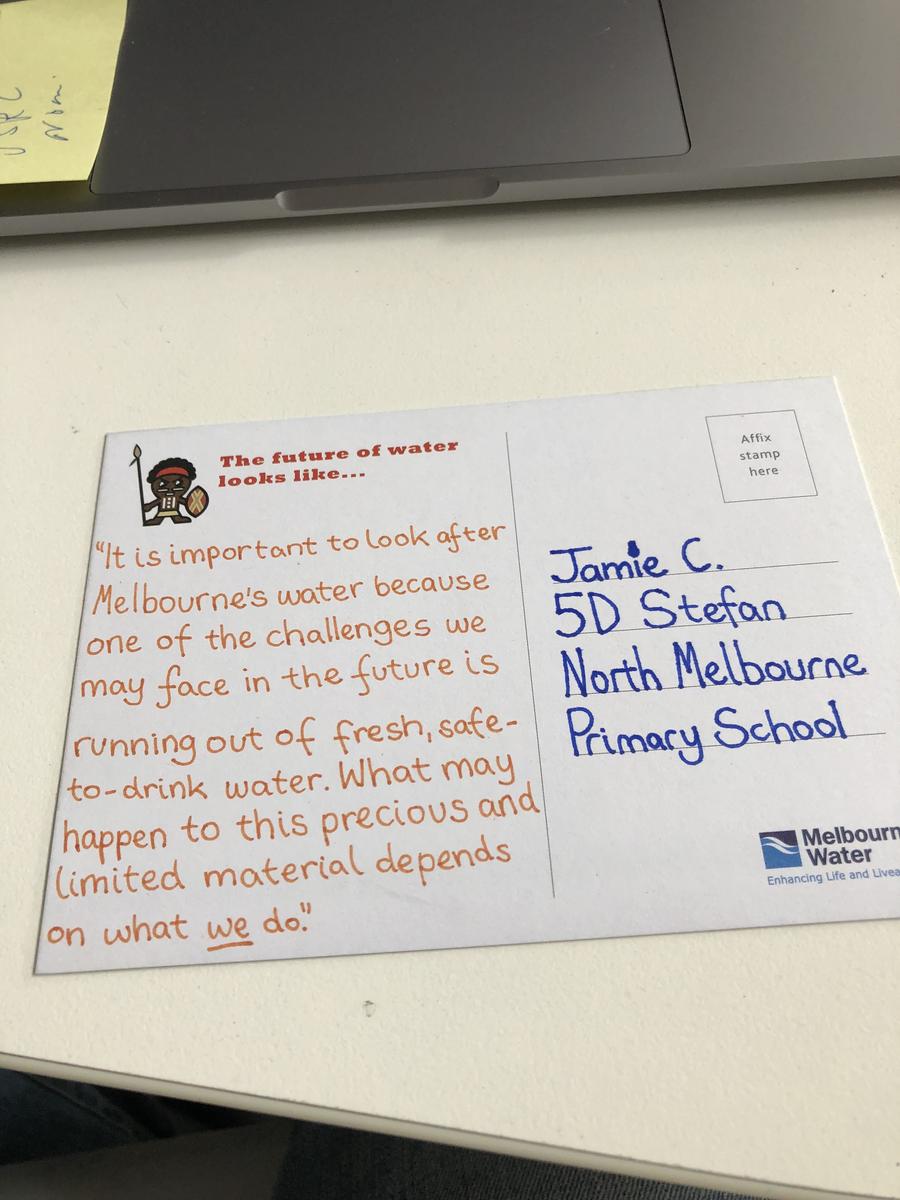 The future of water
looks like...
"It is important to look after
Melbourne's water because
one of the challenges we
may face in the future is
running out of fresh, safe-
to-drink water. What may
happen to this precious and
limited material depends
on what we do."
Affix
stamp
here
Jamie C.
5D Stefan
North Melbourne
Primary School
Melbourn
Water
Enhancing Life and Livea